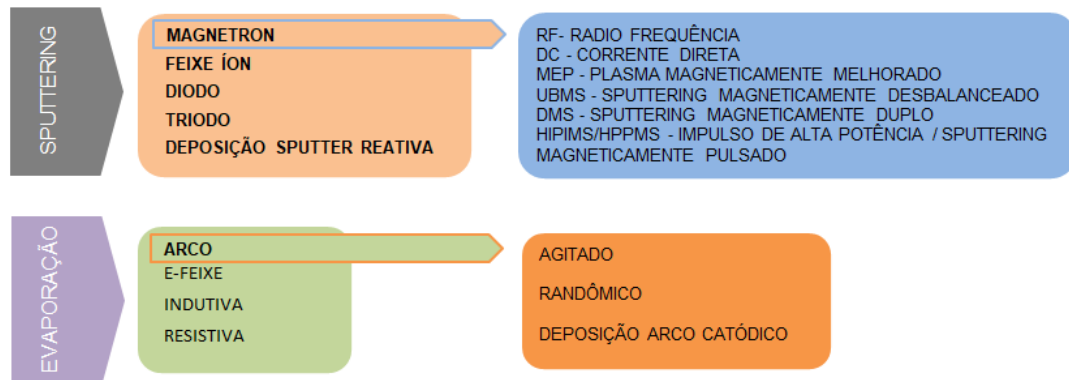 SPUTTERING
MAGNETRON
FEIXE ÍON
DIODO
TRIODO
DEPOSIÇÃO SPUTTER REATIVA
RF- RADIO FREQUÊNCIA
DC - CORRENTE DIRETA
MEP - PLASMA MAGNETICAMENTE MELHORADO
UBMS - SPUTTERING MAGNETICAMENTE DESBALANCEADO
DMS - SPUTTERING MAGNETICAMENTE DUPLO
HIPIMS/HPPMS - IMPULSO DE ALTA POTÊNCIA / SPUTTERING
MAGNETICAMENTE PULSADO
EVAPORAÇÃO
ARCO
E-FEIXE
INDUTIVA
RESISTIVA
AGITADO
RANDÔMICO
DEPOSIÇÃO ARCO CATÓDICO